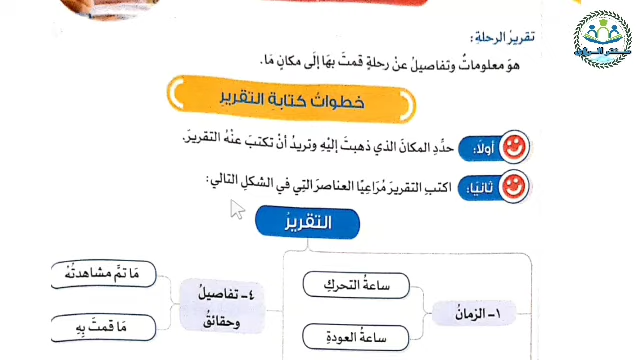 تقريرُ الرحلةِ:
هوَ معلوماتٌ وتفاصيلُ عنْ رحلةٍ قمتَ بهَا إلَى مكانٍ مَا.
خطواتُ كتابةِ التقريرِ
أولًا: حدِّدِ المكانَ الذي ذهبتَ إليْهِ وتريدُ أنْ تكتبَ عنْهُ التقريرَ.
ثانيًا: اكتبِ التقريرَ مُرَاعِيًا العناصرَ التِي في الشكلِ التالي:
التقريرُ
١- الزمانُ
ساعةُ التحركِ
ساعةُ العودةِ
٤- تفاصيلُ
وحقائقُ
مَا تمَّ مشاهدتُهُ
مَا قمتَ بِهِ